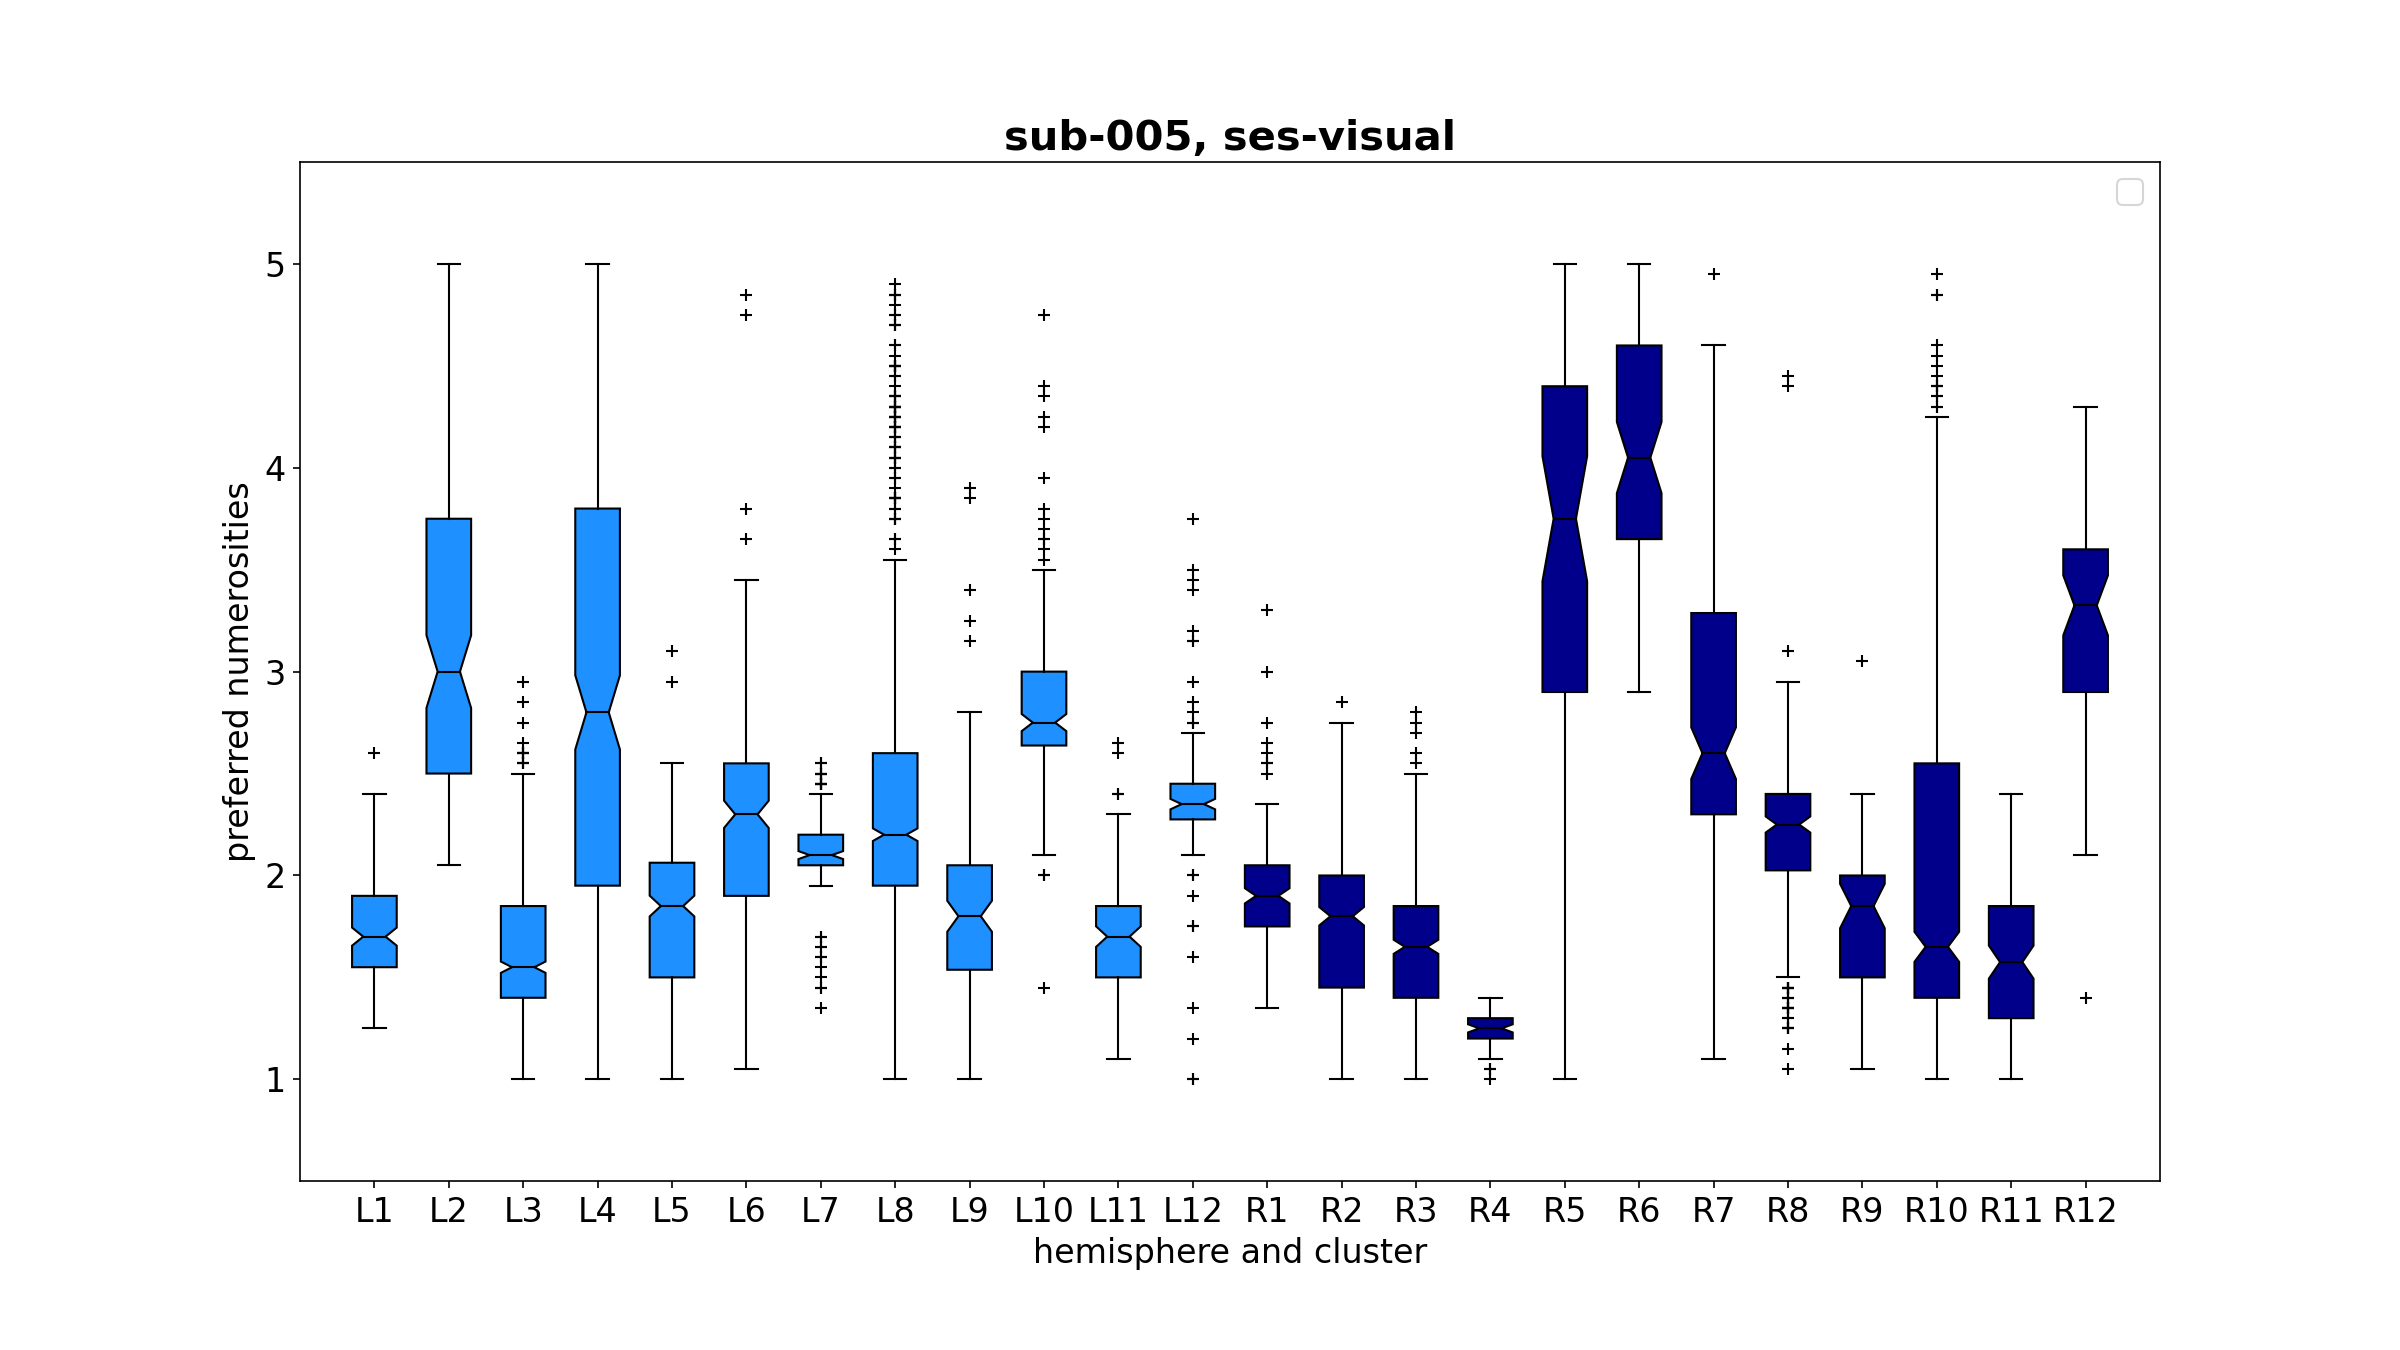 sub-005, ses-visual
5
4
3
2
1
preferred numerosities
L1 L2 L3 L4 L5 L6 L7 L8 L9 L10 L11 L12 R1 R2 R3 R4 R5 R6 R7 R8 R9 R10 R11 R12
hemisphere and cluster